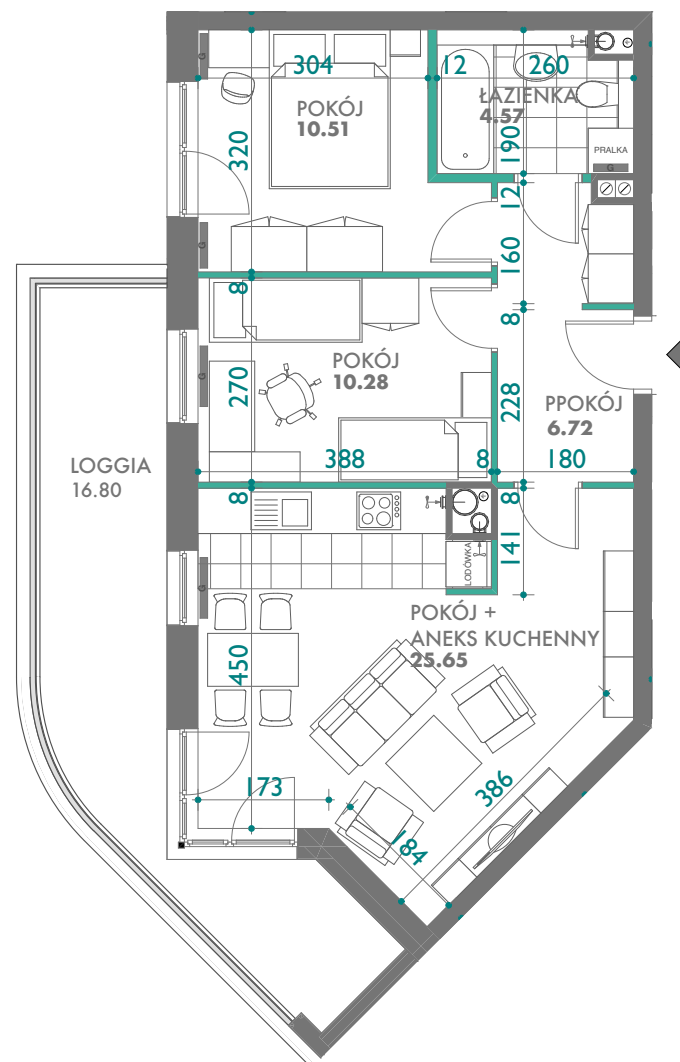 304
12
260
POKÓJ
10.51
ŁAZIENKA
4.57
320
190
PRALKA
G
G
12
160
G
8
8
POKÓJ
10.28
G
270
228
PPOKÓJ
6.72
388
8
180
LOGGIA
16.80
8
8
141
LODÓWKA
G
POKÓJ +
ANEKS KUCHENNY
25.65
450
173
386
184